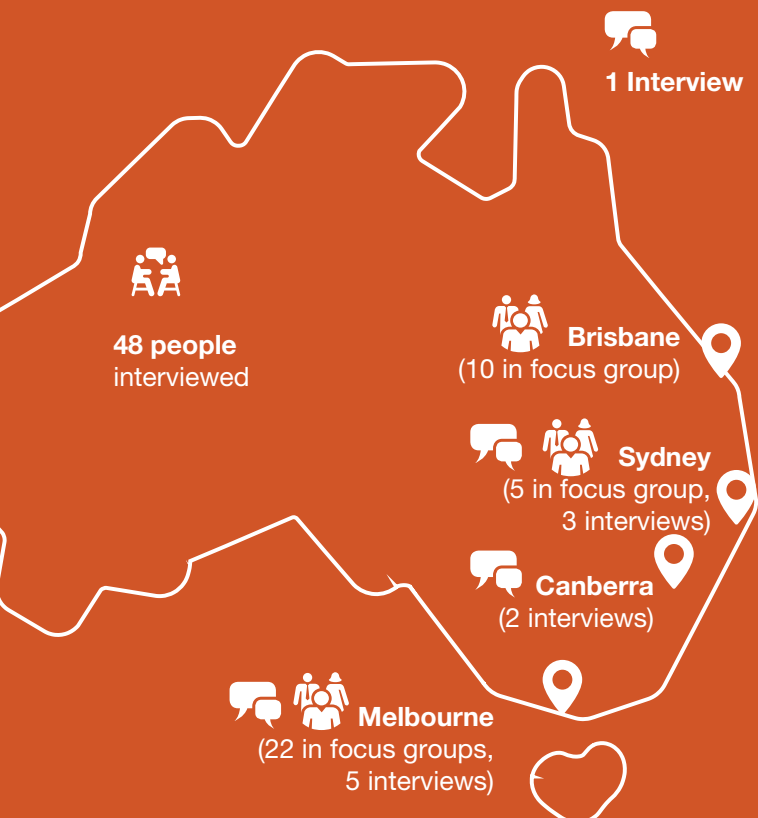 1 Interview
48 people
interviewed
Brisbane
(10 in focus group)
Sydney
(5 in focus group,
3 interviews)
Canberra
(2 interviews)
Melbourne
(22 in focus groups,
5 interviews)